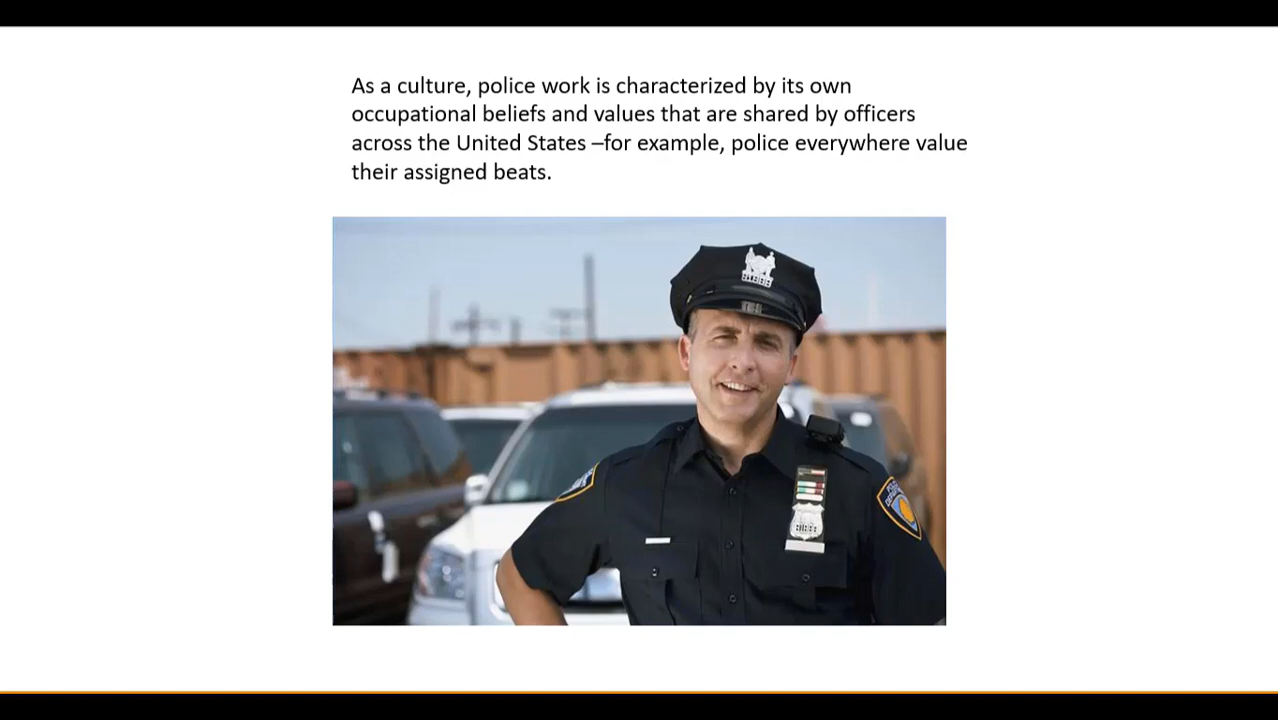 As a culture, police work is characterized by its own
occupational beliefs and values that are shared by officers
across the United States –for example, police everywhere value
their assigned beats.